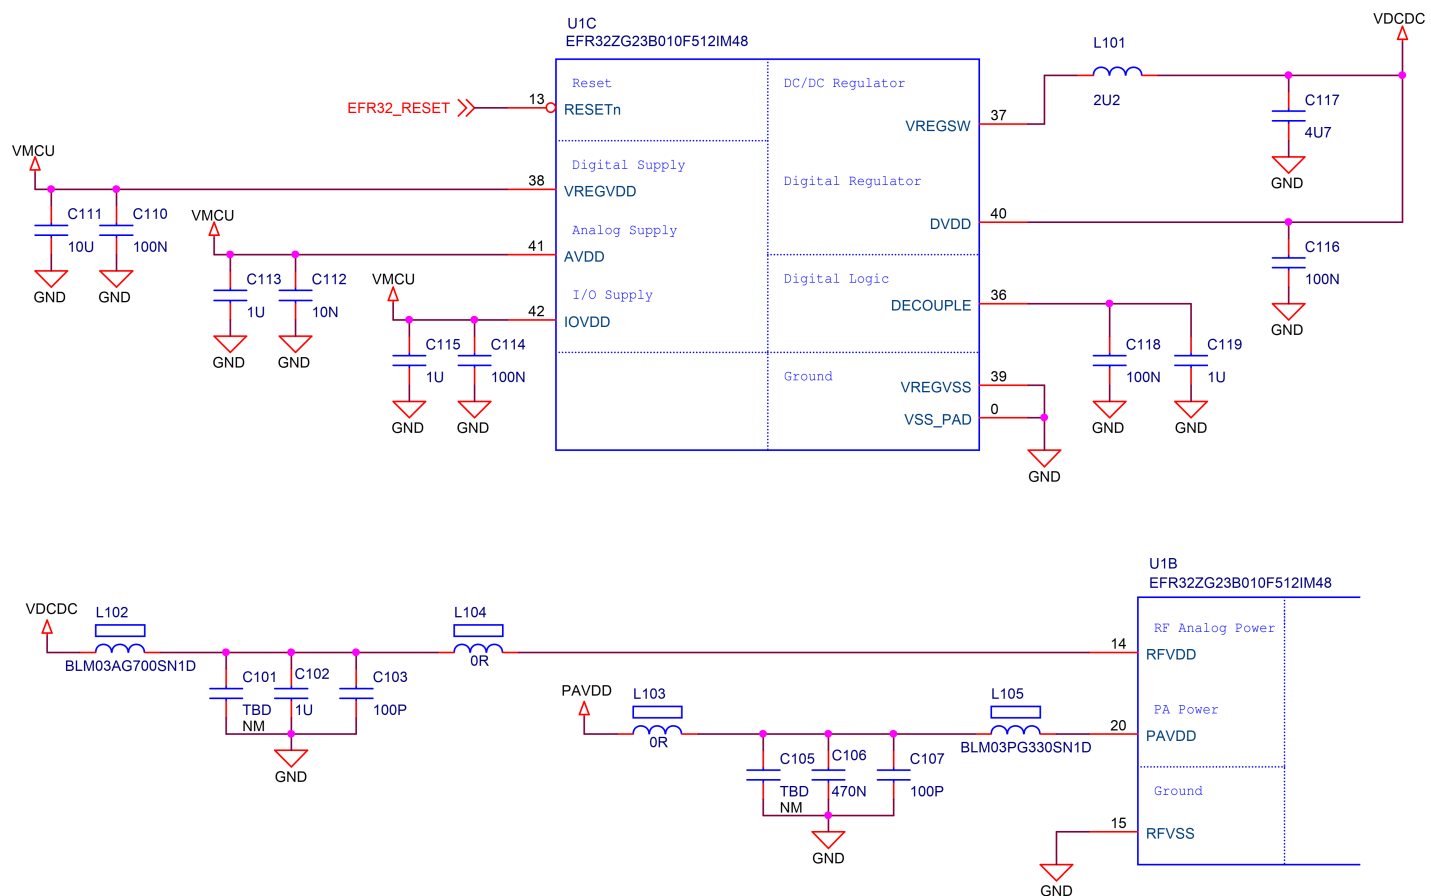 U1C
EFR32ZG23B010F512IM48
VDCDC
L101
2U2
C117
4U7
GND
Reset
DC/DC Regulator
EFR32_RESET
13
RESETn
37
VREGSW
VMCU
Digital Supply
Digital Regulator
38
VREGVDD
C111
10U
C110
100N
GND
GND
VMCU
Analog Supply
41
AVDD
40
DVDD
C113
1U
C112
10N
GND
GND
C116
100N
GND
VMCU
I/O Supply
Digital Logic
42
IOVDD
36
DECOUPLE
C115
1U
C114
100N
GND
GND
C118
100N
C119
1U
GND
GND
Ground
39
VREGVSS
0
VSS_PAD
GND
U1B
EFR32ZG23B010F512IM48
VDCDC
L102
BLM03AG700SN1D
L104
0R
RF Analog Power
14
RFVDD
C101
TBD
NM
C102
1U
C103
100P
GND
PAVDD
L103
0R
L105
BLM03PG330SN1D
PA Power
20
PAVDD
C105
TBD
NM
C106
470N
C107
100P
GND
Ground
15
RFVSS
GND